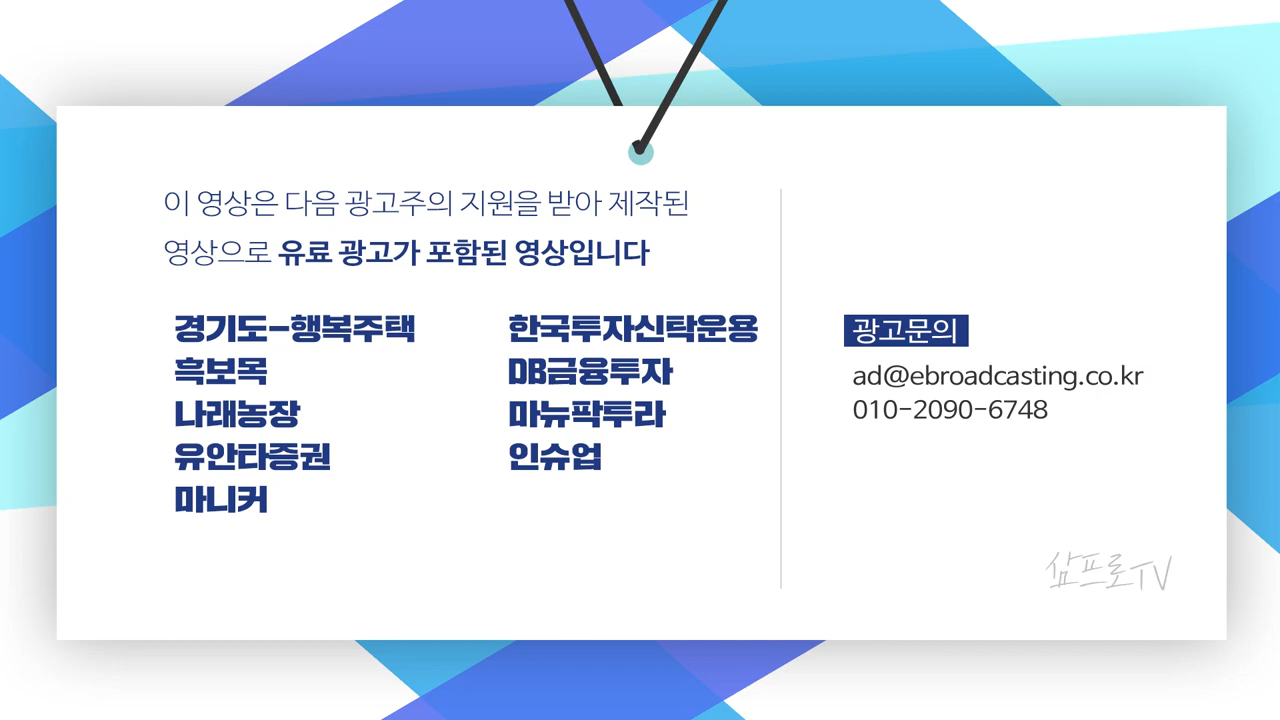 이 영상은 다음 광고주의 지원을 받아 제작된
영상으로 유료 광고가 포함된 영상입니다
경기도-행복주택
흑보목
나래농장
유안타증권
마니커
한국투자신탁운용
DB금융투자
마뉴팍투라
인슈업
광고문의
ad@ebroadcasting.co.kr
010-2090-6748
삼프로TV